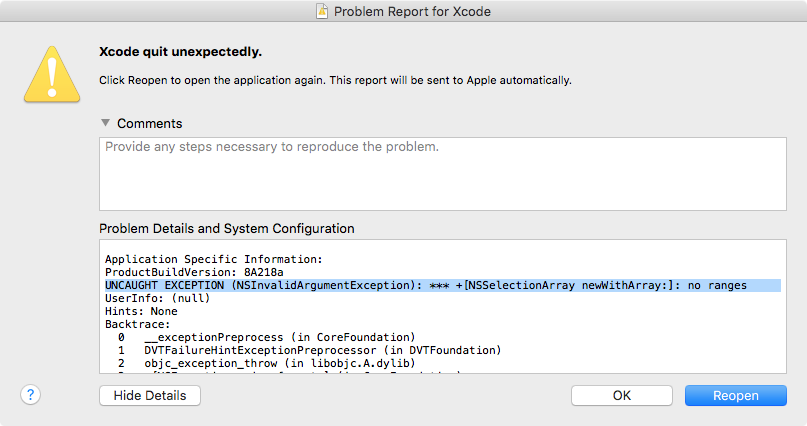 Problem Report for Xcode
Xcode quit unexpectedly.
Click Reopen to open the application again. This report will be sent to Apple automatically.
Comments
Provide any steps necessary to reproduce the problem.
Problem Details and System Configuration
Application Specific Information:
ProductBuildVersion: 8A218a
UNCAUGHT EXCEPTION (NSInvalidArgumentException): *** +[NSSelectionArray newWithArray:]: no ranges
UserInfo: (null)
Hints: None
Backtrace:
0 __exceptionPreprocess (in CoreFoundation)
1 DVTFailureHintExceptionPreprocessor (in DVTFoundation)
2 objc_exception_throw (in libobjc.A.dylib)
?
Hide Details
OK
Reopen